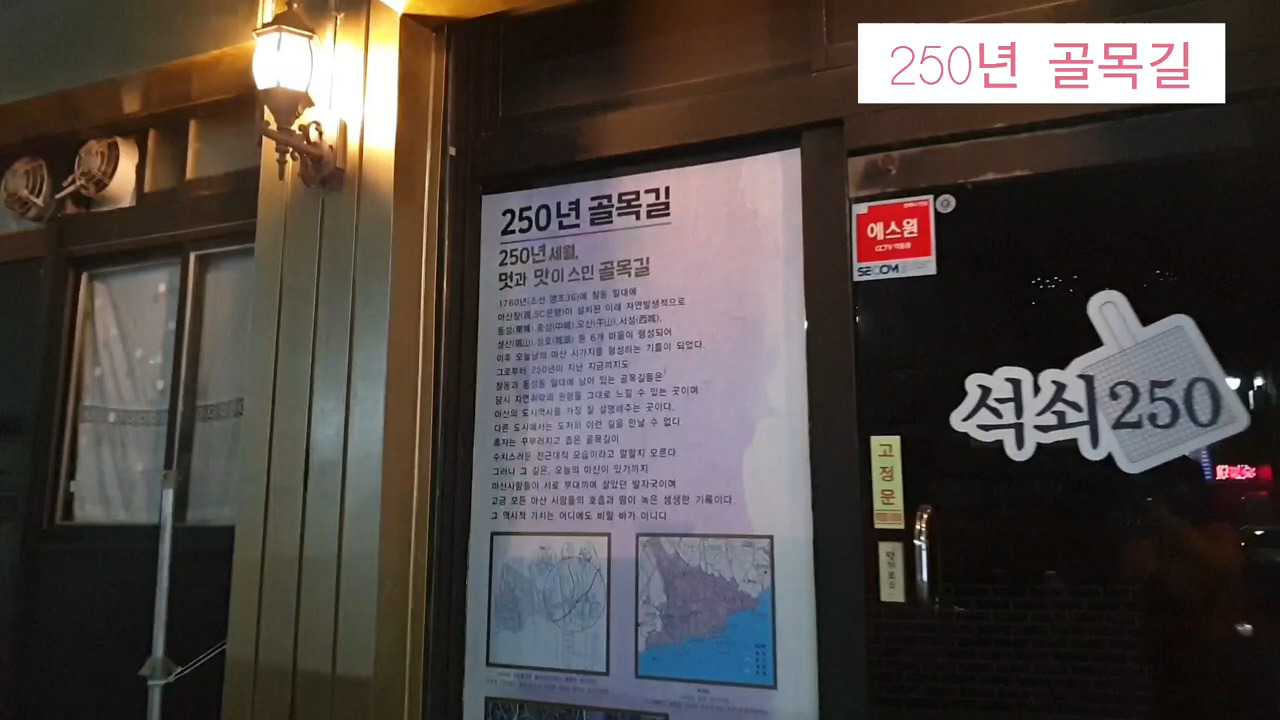 250년 골목길
250년 골목길
250년 세월,
멋과 맛이 스민 골목길
1760년(조선 영조36)에 창동 일대에
마산창(現,SC은행)이 설치된 이래 자연발생적으로
동성(東城),중성(中城),오산(午山),서성(西城),
성산(城山),성호(城湖) 등 6개 마을이 형성되어
이후 오늘날의 마산 시가지를 형성하는 기틀이 되었다.
그로부터 250년이 지난 지금까지도
창동과 동성동 일대에 남아 있는 골목길들은
당시 자연취락의 원형을 그대로 느낄 수 있는 곳이며
마산의 도시역사를 가장 잘 설명해주는 곳이다.
다른 도시에서는 도저히 이런 길을 만날 수 없다.
혹자는 꾸부러지고 좁은 골목길이
수치스러운 전근대적 모습이라고 말할지 모른다.
그러나 그 길은, 오늘의 마산이 있기까지
마산사람들이 서로 부대끼며 살았던 발자국이며
고금 모든 마산 사람들의 호흡과 땀이 녹은 생생한 기록이다.
그 역사적 가치는 어디에도 비할 바가 아니다
에스원
CCTV 작동중
SECOM
석쇠250
고정문